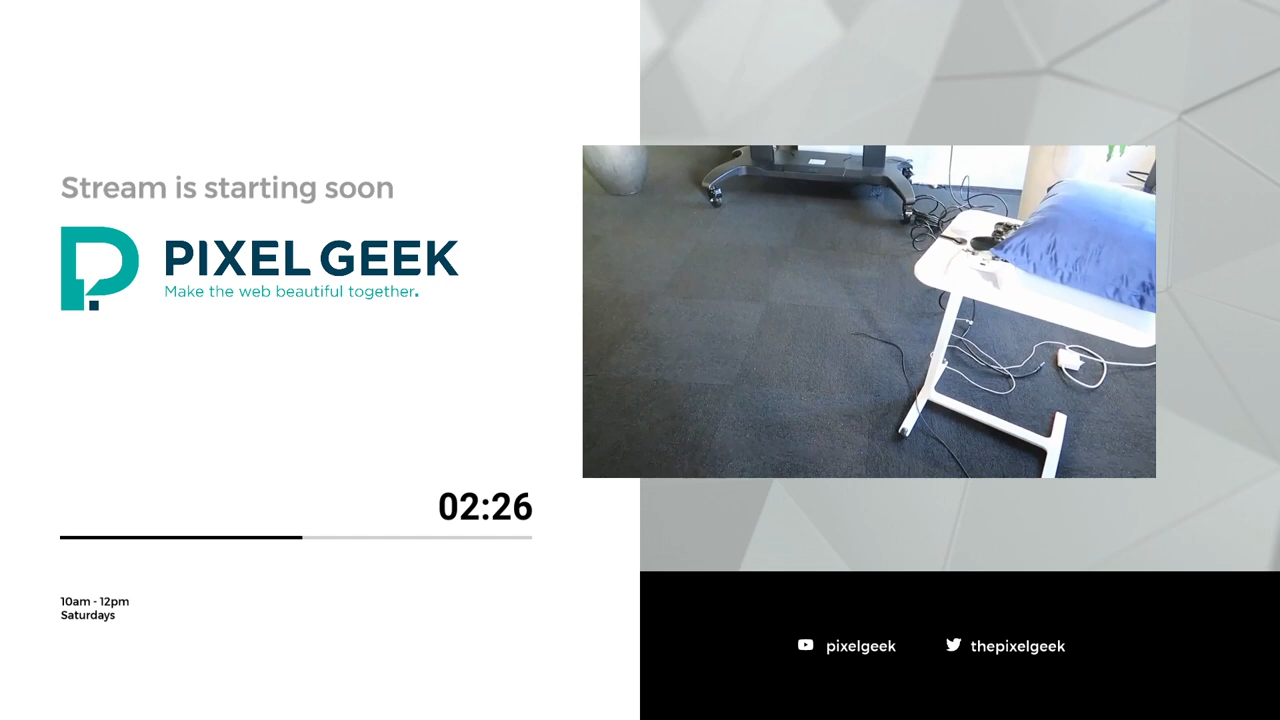 Stream is starting soon
PIXEL GEEK
Make the web beautiful together.
02:26
10am - 12pm
Saturdays
pixelgeek
thepixelgeek